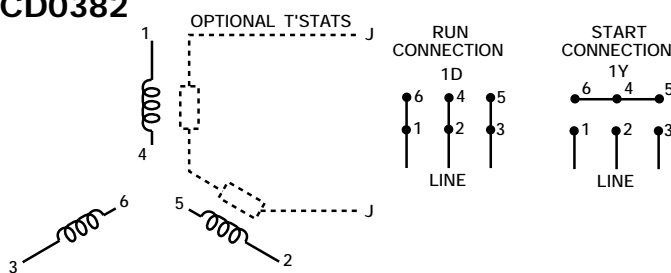 CD0382
OPTIONAL T'STATS
J
1
4
6
3
5
2
J
RUN
CONNECTION
1D
6 4 5
1 2 3
LINE
START
CONNECTION
1Y
6 4 5
1 2 3
LINE